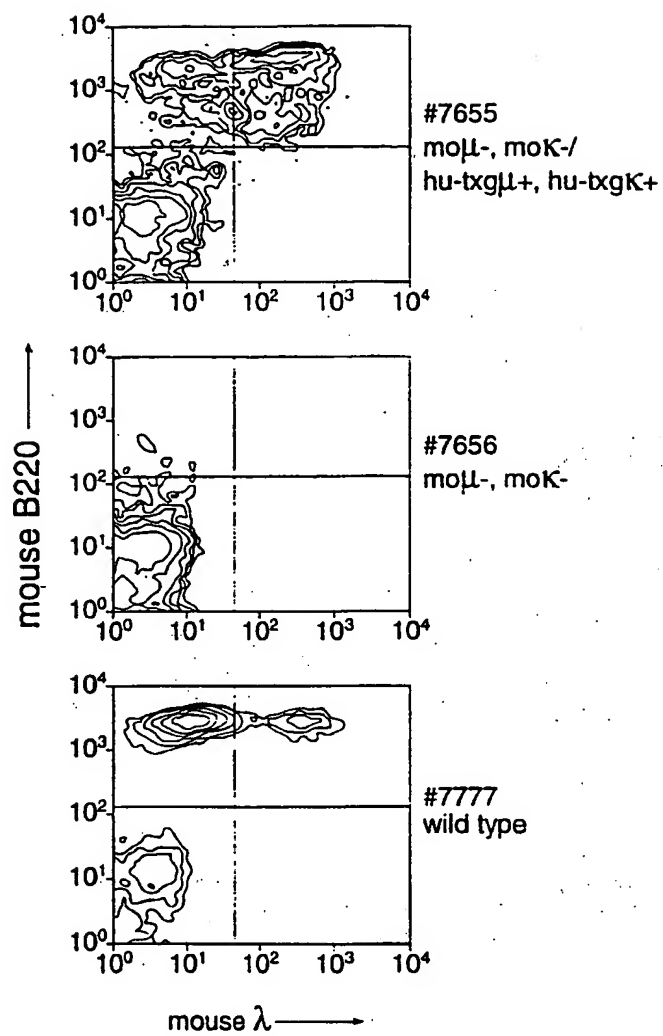 10⁴
10³
10²
10¹
10⁰
10⁰ 10¹ 10² 10³ 10⁴
#7655
moμ-, moκ-/
hu-txgμ+, hu-txgκ+
mouse B220
10⁴
10³
10²
10¹
10⁰
10⁰ 10¹ 10² 10³ 10⁴
#7656
moμ-, moκ-
10⁴
10³
10²
10¹
10⁰
10⁰ 10¹ 10² 10³ 10⁴
#7777
wild type
mouse λ